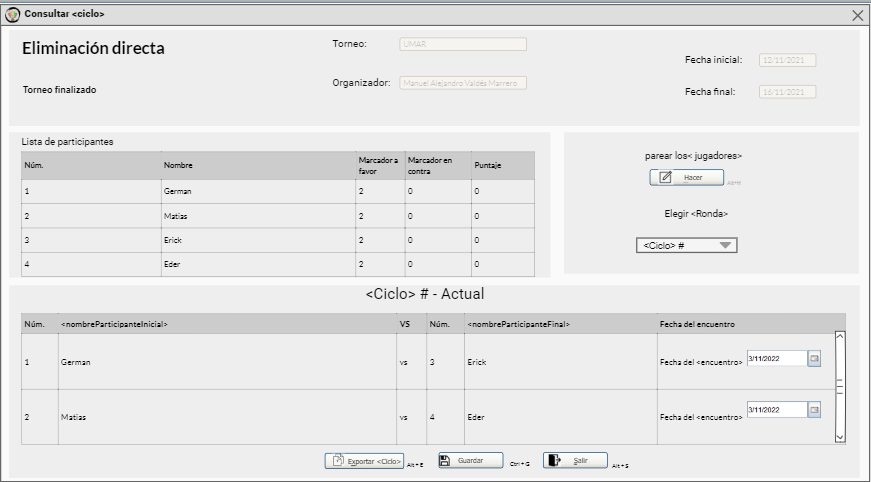 Consultar <ciclo>
Eliminación directa
Torneo: UMAR
Fecha inicial: 12/11/2021
Torneo finalizado
Organizador: Manuel Alejandro Valdés Marrero
Fecha final: 16/11/2021
Lista de participantes
Núm. Nombre Marcador a favor Marcador en contra Puntaje
1 German 2 0 0
2 Matias 2 0 0
3 Erick 2 0 0
4 Eder 2 0 0
parear los< jugadores>
Hacer Alt+H
Elegir <Ronda>
<Ciclo> #
<Ciclo> # - Actual
Núm. <nombreParticipanteInicial> VS Núm. <nombreParticipanteFinal> Fecha del encuentro
1 German vs 3 Erick Fecha del <encuentro> 3/11/2022
2 Matias vs 4 Eder Fecha del <encuentro> 3/11/2022
Exportar <Ciclo> Alt + E Guardar Ctrl + G Salir Alt + S